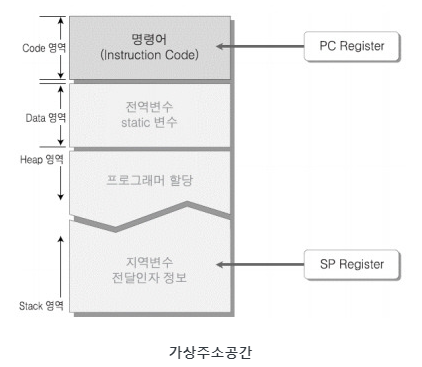 Code 영역
명령어
(Instruction Code)
PC Register
Data 영역
전역변수
static 변수
Heap 영역
프로그래머 할당
지역변수
전달인자 정보
SP Register
Stack 영역
가상주소공간